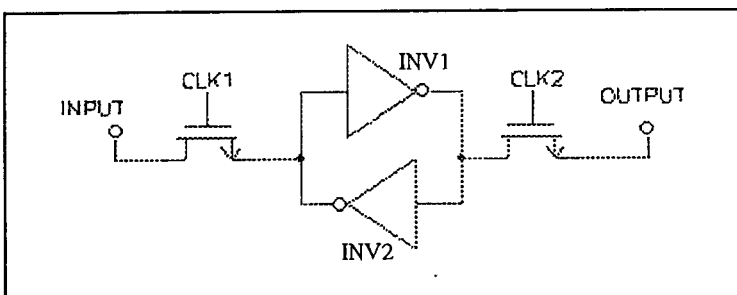 INV1
CLK1
CLK2
INPUT
OUTPUT
INV2